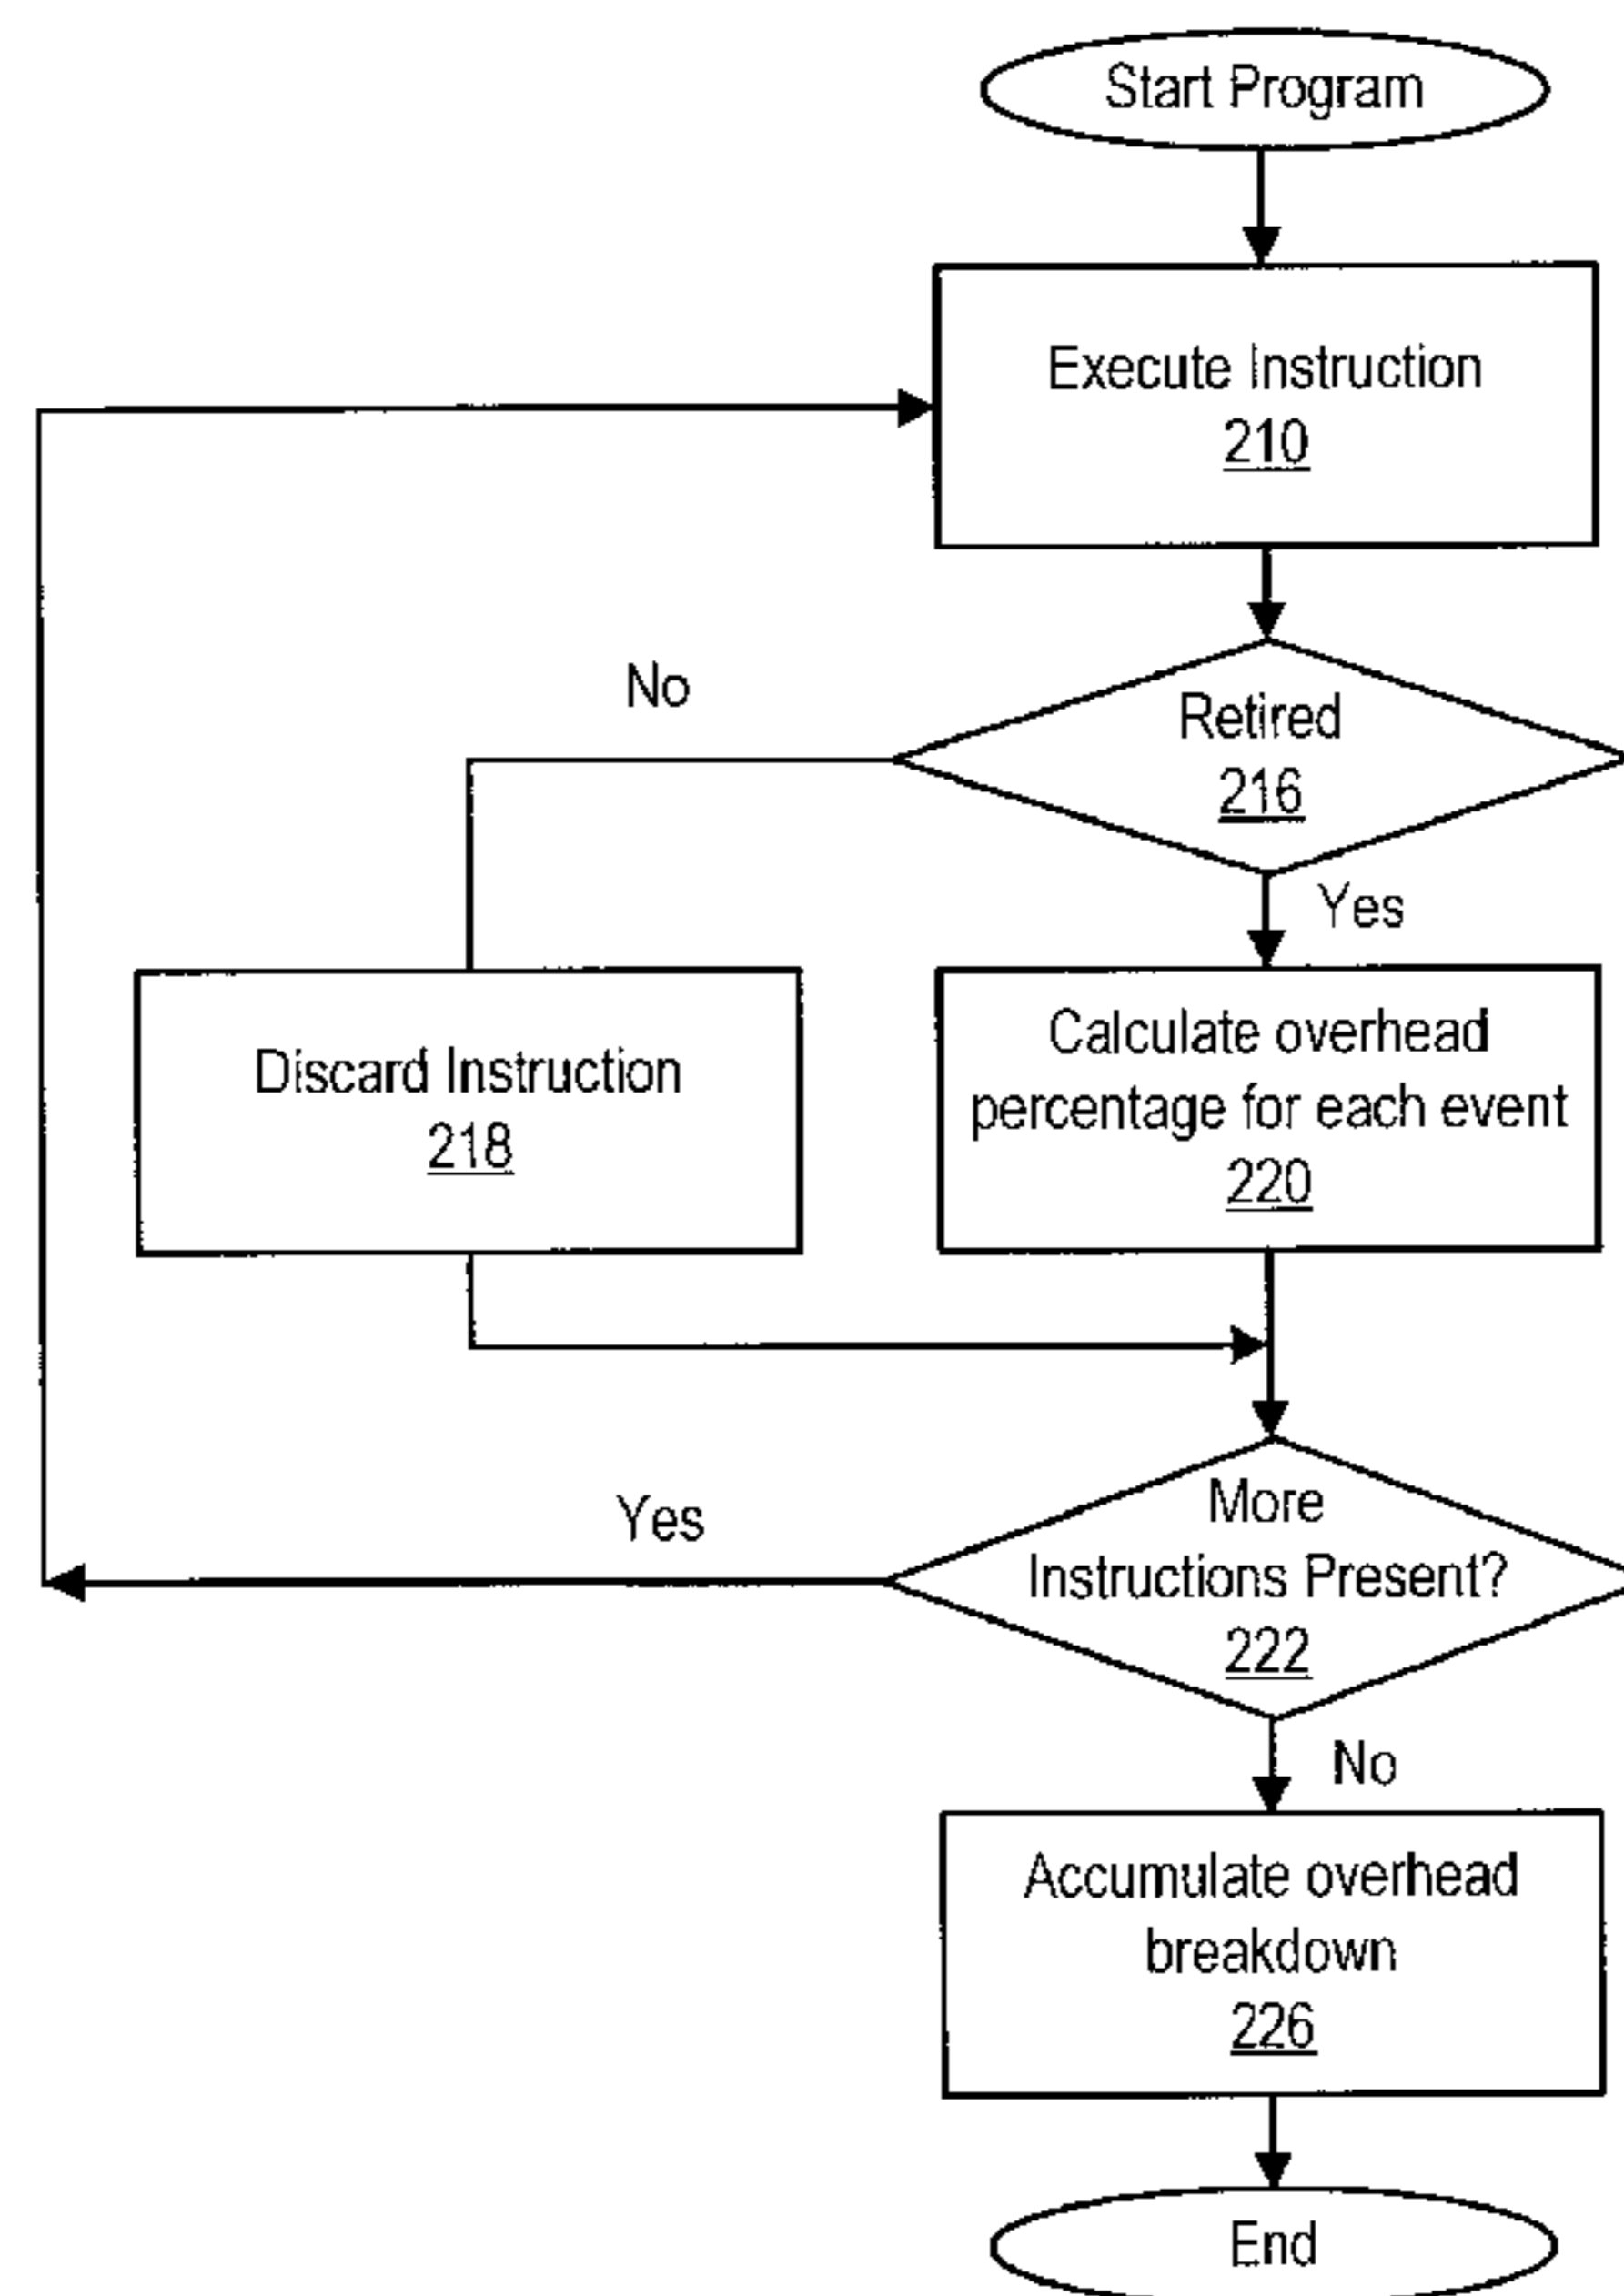 Start Program
Execute Instruction
210
No
Retired
216
Yes
Discard Instruction
218
Calculate overhead
percentage for each event
220
Yes
More
Instructions Present?
222
No
Accumulate overhead
breakdown
226
End